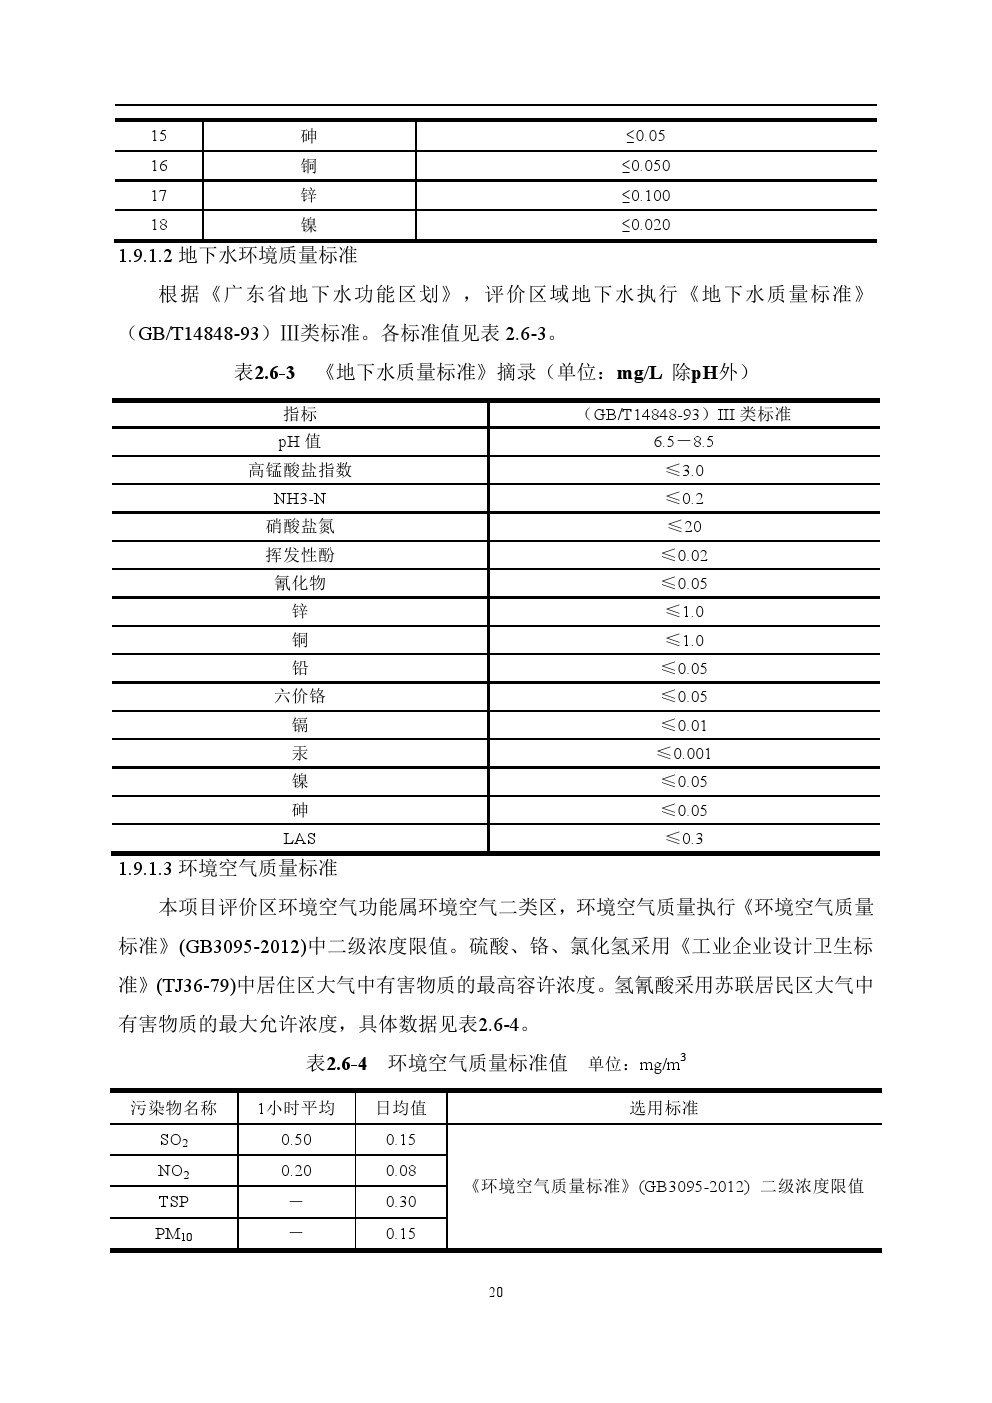 15 砷 ≤0.05
16 铜 ≤0.050
17 锌 ≤0.100
18 镍 ≤0.020
1.9.1.2 地下水环境质量标准
根据《广东省地下水功能区划》，评价区域地下水执行《地下水质量标准》
（GB/T14848-93）Ⅲ类标准。各标准值见表 2.6-3。
表2.6-3 《地下水质量标准》摘录（单位：mg/L 除pH外）
指标 （GB/T14848-93）III 类标准
pH 值 6.5－8.5
高锰酸盐指数 ≤3.0
NH3-N ≤0.2
硝酸盐氮 ≤20
挥发性酚 ≤0.02
氰化物 ≤0.05
锌 ≤1.0
铜 ≤1.0
铅 ≤0.05
六价铬 ≤0.05
镉 ≤0.01
汞 ≤0.001
镍 ≤0.05
砷 ≤0.05
LAS ≤0.3
1.9.1.3 环境空气质量标准
本项目评价区环境空气功能属环境空气二类区，环境空气质量执行《环境空气质量
标准》(GB3095-2012)中二级浓度限值。硫酸、铬、氯化氢采用《工业企业设计卫生标
准》(TJ36-79)中居住区大气中有害物质的最高容许浓度。氢氰酸采用苏联居民区大气中
有害物质的最大允许浓度，具体数据见表2.6-4。
表2.6-4 环境空气质量标准值 单位：mg/m³
污染物名称 1小时平均 日均值 选用标准
SO₂ 0.50 0.15
NO₂ 0.20 0.08
《环境空气质量标准》(GB3095-2012) 二级浓度限值
TSP － 0.30
PM₁₀ － 0.15
20